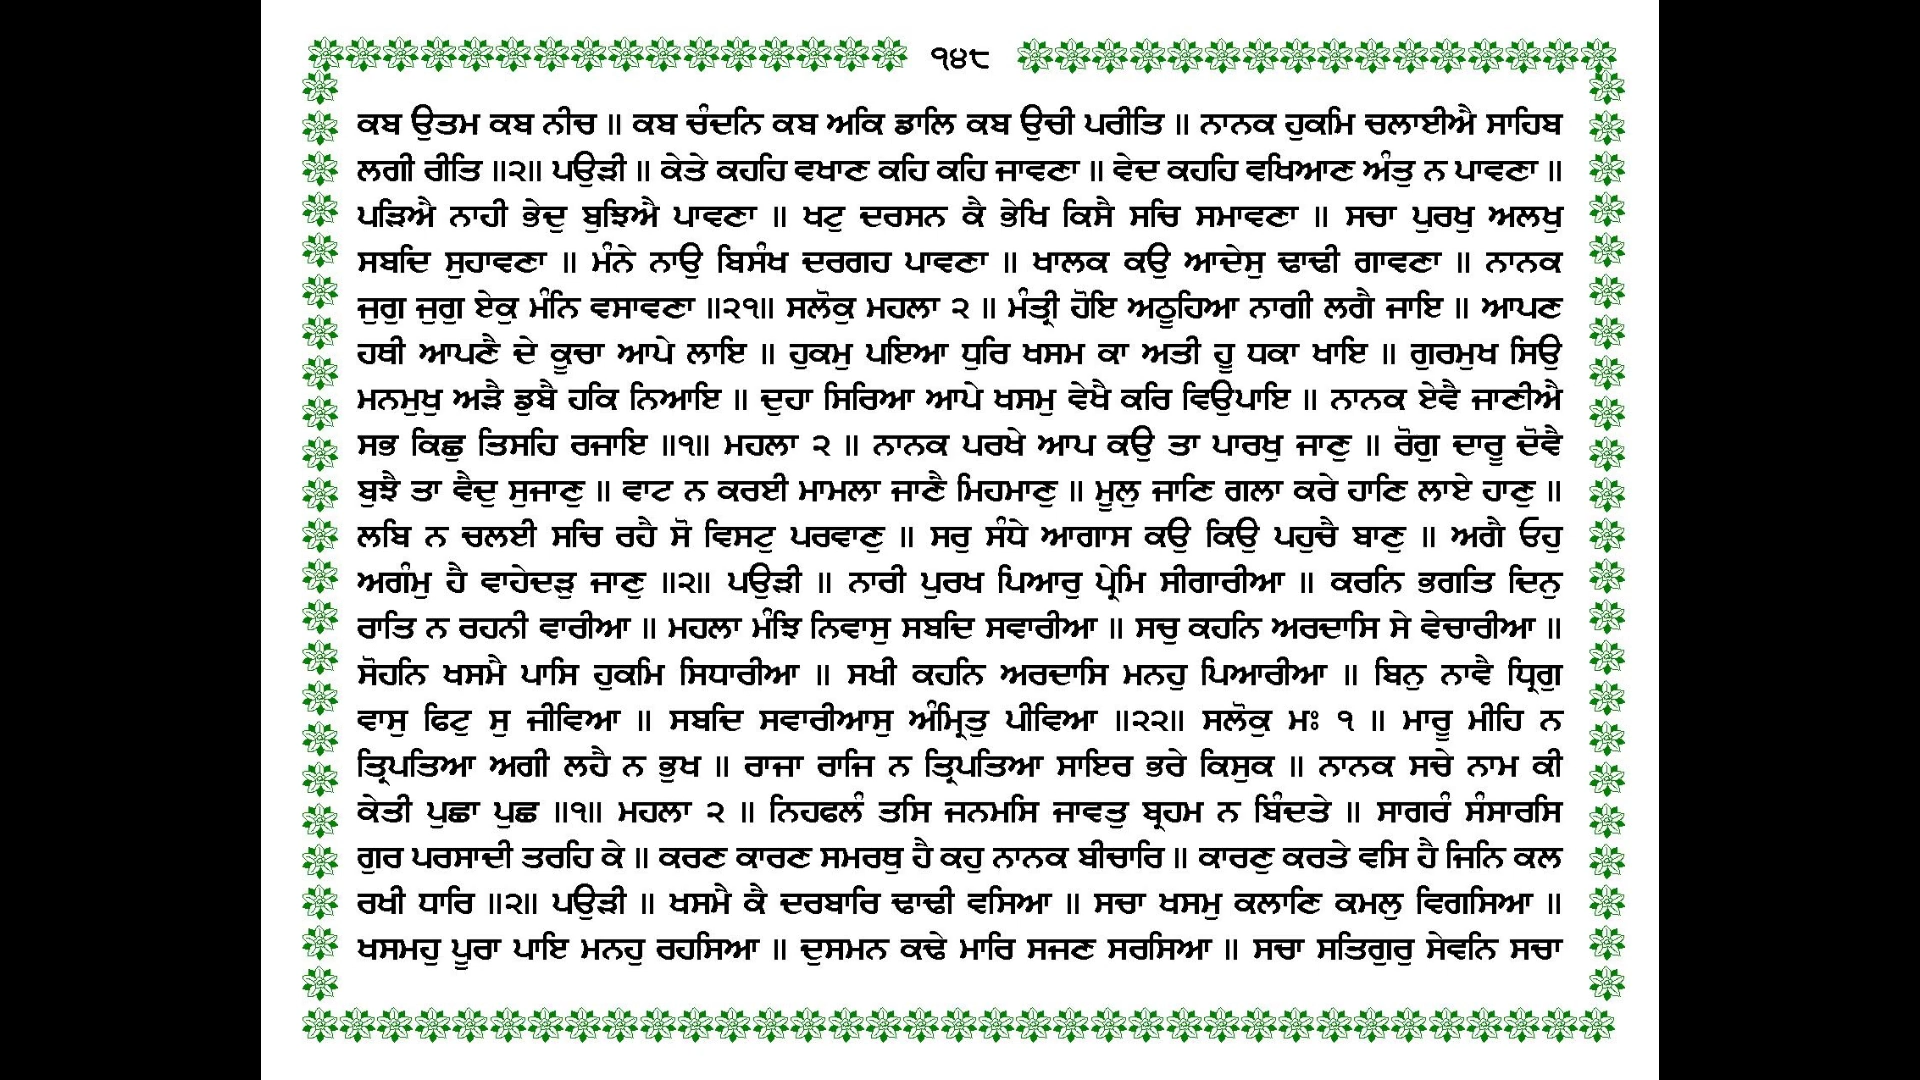 ੧੪੮
ਕਬ ਉਤਮ ਕਬ ਨੀਚ ॥ ਕਬ ਚੰਦਨਿ ਕਬ ਅਕਿ ਡਾਲਿ ਕਬ ਉਚੀ ਪਰੀਤਿ ॥ ਨਾਨਕ ਹੁਕਮਿ ਚਲਾਈਐ ਸਾਹਿਬ
ਲਗੀ ਰੀਤਿ ॥੨॥ ਪਉੜੀ ॥ ਕੇਤੇ ਕਹਹਿ ਵਖਾਣ ਕਹਿ ਕਹਿ ਜਾਵਣਾ ॥ ਵੇਦ ਕਹਹਿ ਵਖਿਆਣ ਅੰਤੁ ਨ ਪਾਵਣਾ ॥
ਪੜਿਐ ਨਾਹੀ ਭੇਦੁ ਬੁਝਿਐ ਪਾਵਣਾ ॥ ਖਟੁ ਦਰਸਨ ਕੈ ਭੇਖਿ ਕਿਸੈ ਸਚਿ ਸਮਾਵਣਾ ॥ ਸਚਾ ਪੁਰਖੁ ਅਲਖੁ
ਸਬਦਿ ਸੁਹਾਵਣਾ ॥ ਮੰਨੇ ਨਾਉ ਬਿਸੰਖ ਦਰਗਹ ਪਾਵਣਾ ॥ ਖਾਲਕ ਕਉ ਆਦੇਸੁ ਢਾਢੀ ਗਾਵਣਾ ॥ ਨਾਨਕ
ਜੁਗੁ ਜੁਗੁ ਏਕੁ ਮੰਨਿ ਵਸਾਵਣਾ ॥੨੧॥ ਸਲੋਕੁ ਮਹਲਾ ੨ ॥ ਮੰਤ੍ਰੀ ਹੋਇ ਅਠੂਹਿਆ ਨਾਗੀ ਲਗੈ ਜਾਇ ॥ ਆਪਣ
ਹਥੀ ਆਪਣੈ ਦੇ ਕੂਚਾ ਆਪੇ ਲਾਇ ॥ ਹੁਕਮੁ ਪਇਆ ਧੁਰਿ ਖਸਮ ਕਾ ਅਤੀ ਹੂ ਧਕਾ ਖਾਇ ॥ ਗੁਰਮੁਖ ਸਿਉ
ਮਨਮੁਖੁ ਅੜੈ ਡੁਬੈ ਹਕਿ ਨਿਆਇ ॥ ਦੁਹਾ ਸਿਰਿਆ ਆਪੇ ਖਸਮੁ ਵੇਖੈ ਕਰਿ ਵਿਉਪਾਇ ॥ ਨਾਨਕ ਏਵੈ ਜਾਣੀਐ
ਸਭ ਕਿਛੁ ਤਿਸਹਿ ਰਜਾਇ ॥੧॥ ਮਹਲਾ ੨ ॥ ਨਾਨਕ ਪਰਖੇ ਆਪ ਕਉ ਤਾ ਪਾਰਖੁ ਜਾਣੁ ॥ ਰੋਗੁ ਦਾਰੂ ਦੋਵੈ
ਬੁਝੈ ਤਾ ਵੈਦੁ ਸੁਜਾਣੁ ॥ ਵਾਟ ਨ ਕਰਈ ਮਾਮਲਾ ਜਾਣੈ ਮਿਹਮਾਣੁ ॥ ਮੂਲੁ ਜਾਣਿ ਗਲਾ ਕਰੇ ਹਾਣਿ ਲਾਏ ਹਾਣੁ ॥
ਲਬਿ ਨ ਚਲਈ ਸਚਿ ਰਹੈ ਸੋ ਵਿਸਟੁ ਪਰਵਾਣੁ ॥ ਸਰੁ ਸੰਧੇ ਆਗਾਸ ਕਉ ਕਿਉ ਪਹੁਚੈ ਬਾਣੁ ॥ ਅਗੈ ਓਹੁ
ਅਗੰਮੁ ਹੈ ਵਾਹੇਦੜੁ ਜਾਣੁ ॥੨॥ ਪਉੜੀ ॥ ਨਾਰੀ ਪੁਰਖ ਪਿਆਰੁ ਪ੍ਰੇਮਿ ਸੀਗਾਰੀਆ ॥ ਕਰਨਿ ਭਗਤਿ ਦਿਨੁ
ਰਾਤਿ ਨ ਰਹਨੀ ਵਾਰੀਆ ॥ ਮਹਲਾ ਮੰਝਿ ਨਿਵਾਸੁ ਸਬਦਿ ਸਵਾਰੀਆ ॥ ਸਚੁ ਕਹਨਿ ਅਰਦਾਸਿ ਸੇ ਵੇਚਾਰੀਆ ॥
ਸੋਹਨਿ ਖਸਮੈ ਪਾਸਿ ਹੁਕਮਿ ਸਿਧਾਰੀਆ ॥ ਸਖੀ ਕਹਨਿ ਅਰਦਾਸਿ ਮਨਹੁ ਪਿਆਰੀਆ ॥ ਬਿਨੁ ਨਾਵੈ ਧ੍ਰਿਗੁ
ਵਾਸੁ ਫਿਟੁ ਸੁ ਜੀਵਿਆ ॥ ਸਬਦਿ ਸਵਾਰੀਆਸੁ ਅੰਮ੍ਰਿਤੁ ਪੀਵਿਆ ॥੨੨॥ ਸਲੋਕੁ ਮਃ ੧ ॥ ਮਾਰੂ ਮੀਹਿ ਨ
ਤ੍ਰਿਪਤਿਆ ਅਗੀ ਲਹੈ ਨ ਭੁਖ ॥ ਰਾਜਾ ਰਾਜਿ ਨ ਤ੍ਰਿਪਤਿਆ ਸਾਇਰ ਭਰੇ ਕਿਸੁਕ ॥ ਨਾਨਕ ਸਚੇ ਨਾਮ ਕੀ
ਕੇਤੀ ਪੁਛਾ ਪੁਛ ॥੧॥ ਮਹਲਾ ੨ ॥ ਨਿਹਫਲੰ ਤਸਿ ਜਨਮਸਿ ਜਾਵਤੁ ਬ੍ਰਹਮ ਨ ਬਿੰਦਤੇ ॥ ਸਾਗਰੰ ਸੰਸਾਰਸਿ
ਗੁਰ ਪਰਸਾਦੀ ਤਰਹਿ ਕੇ ॥ ਕਰਣ ਕਾਰਣ ਸਮਰਥੁ ਹੈ ਕਹੁ ਨਾਨਕ ਬੀਚਾਰਿ ॥ ਕਾਰਣੁ ਕਰਤੇ ਵਸਿ ਹੈ ਜਿਨਿ ਕਲ
ਰਖੀ ਧਾਰਿ ॥੨॥ ਪਉੜੀ ॥ ਖਸਮੈ ਕੈ ਦਰਬਾਰਿ ਢਾਢੀ ਵਸਿਆ ॥ ਸਚਾ ਖਸਮੁ ਕਲਾਣਿ ਕਮਲੁ ਵਿਗਸਿਆ ॥
ਖਸਮਹੁ ਪੂਰਾ ਪਾਇ ਮਨਹੁ ਰਹਸਿਆ ॥ ਦੁਸਮਨ ਕਢੇ ਮਾਰਿ ਸਜਣ ਸਰਸਿਆ ॥ ਸਚਾ ਸਤਿਗੁਰੁ ਸੇਵਨਿ ਸਚਾ